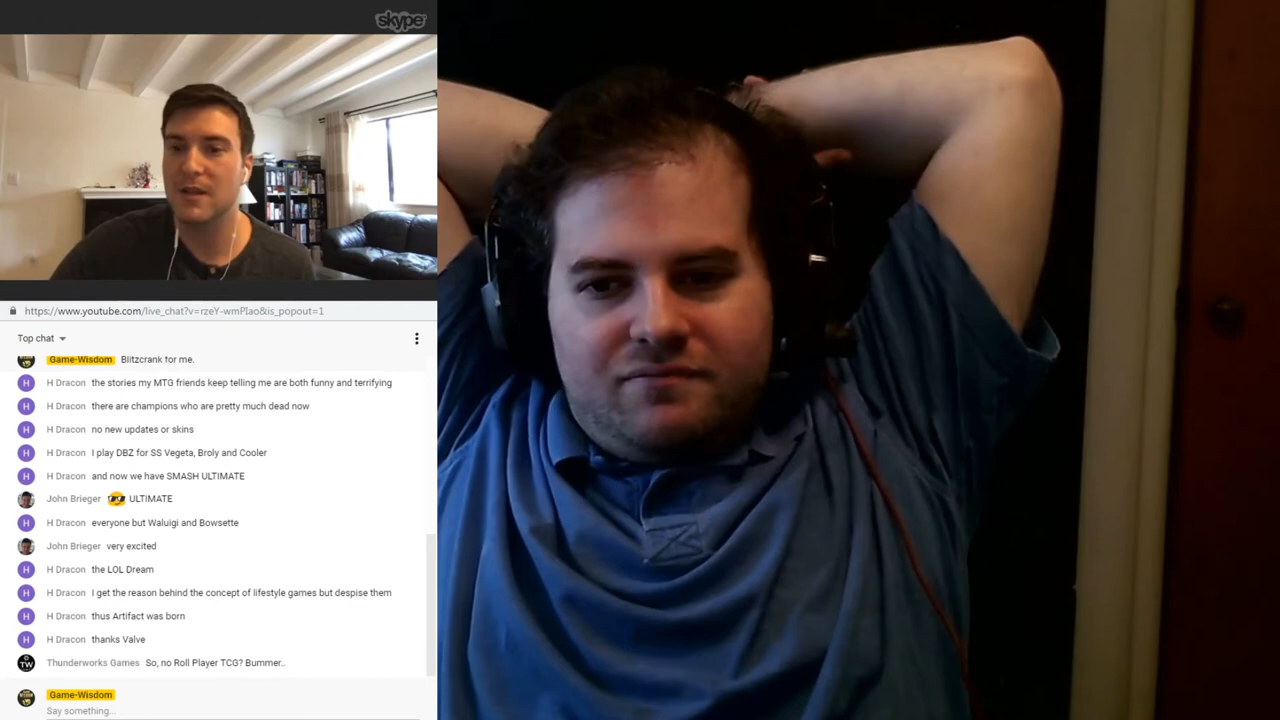 skype
https://www.youtube.com/live_chat?v=rzeY-wmPlao&is_popout=1
Top chat
Game-Wisdom Blitzcrank for me.
H H Dracon the stories my MTG friends keep telling me are both funny and terrifying
H H Dracon there are champions who are pretty much dead now
H H Dracon no new updates or skins
H H Dracon I play DBZ for SS Vegeta, Broly and Cooler
H H Dracon and now we have SMASH ULTIMATE
John Brieger 😎 ULTIMATE
H H Dracon everyone but Waluigi and Bowsette
John Brieger very excited
H H Dracon the LOL Dream
H H Dracon I get the reason behind the concept of lifestyle games but despise them
H H Dracon thus Artifact was born
H H Dracon thanks Valve
TW Thunderworks Games So, no Roll Player TCG? Bummer..
Game-Wisdom
Say something...